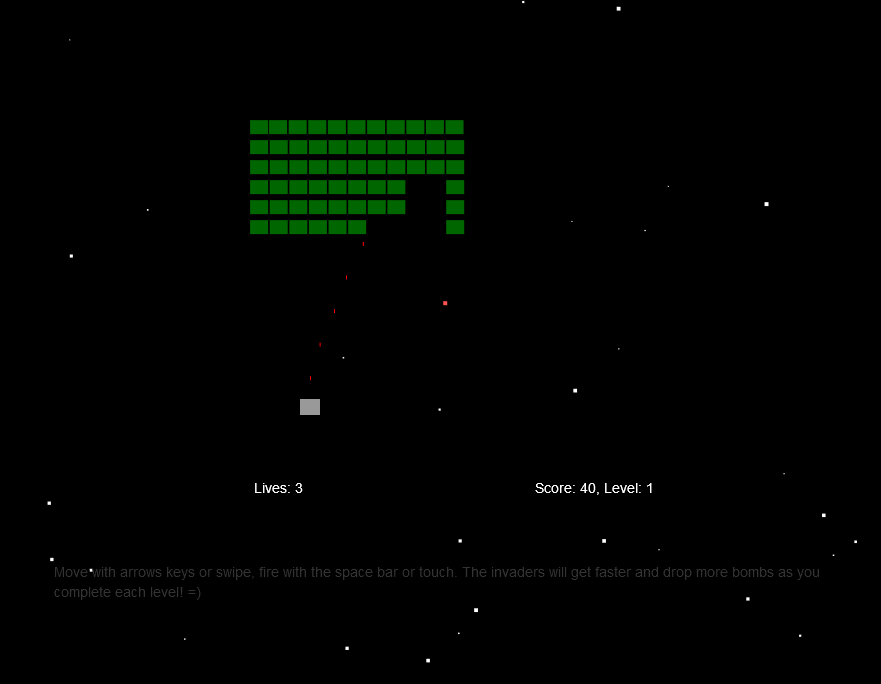 Lives: 3
Score: 40, Level: 1
Move with arrows keys or swipe, fire with the space bar or touch. The invaders will get faster and drop more bombs as you
complete each level! =)